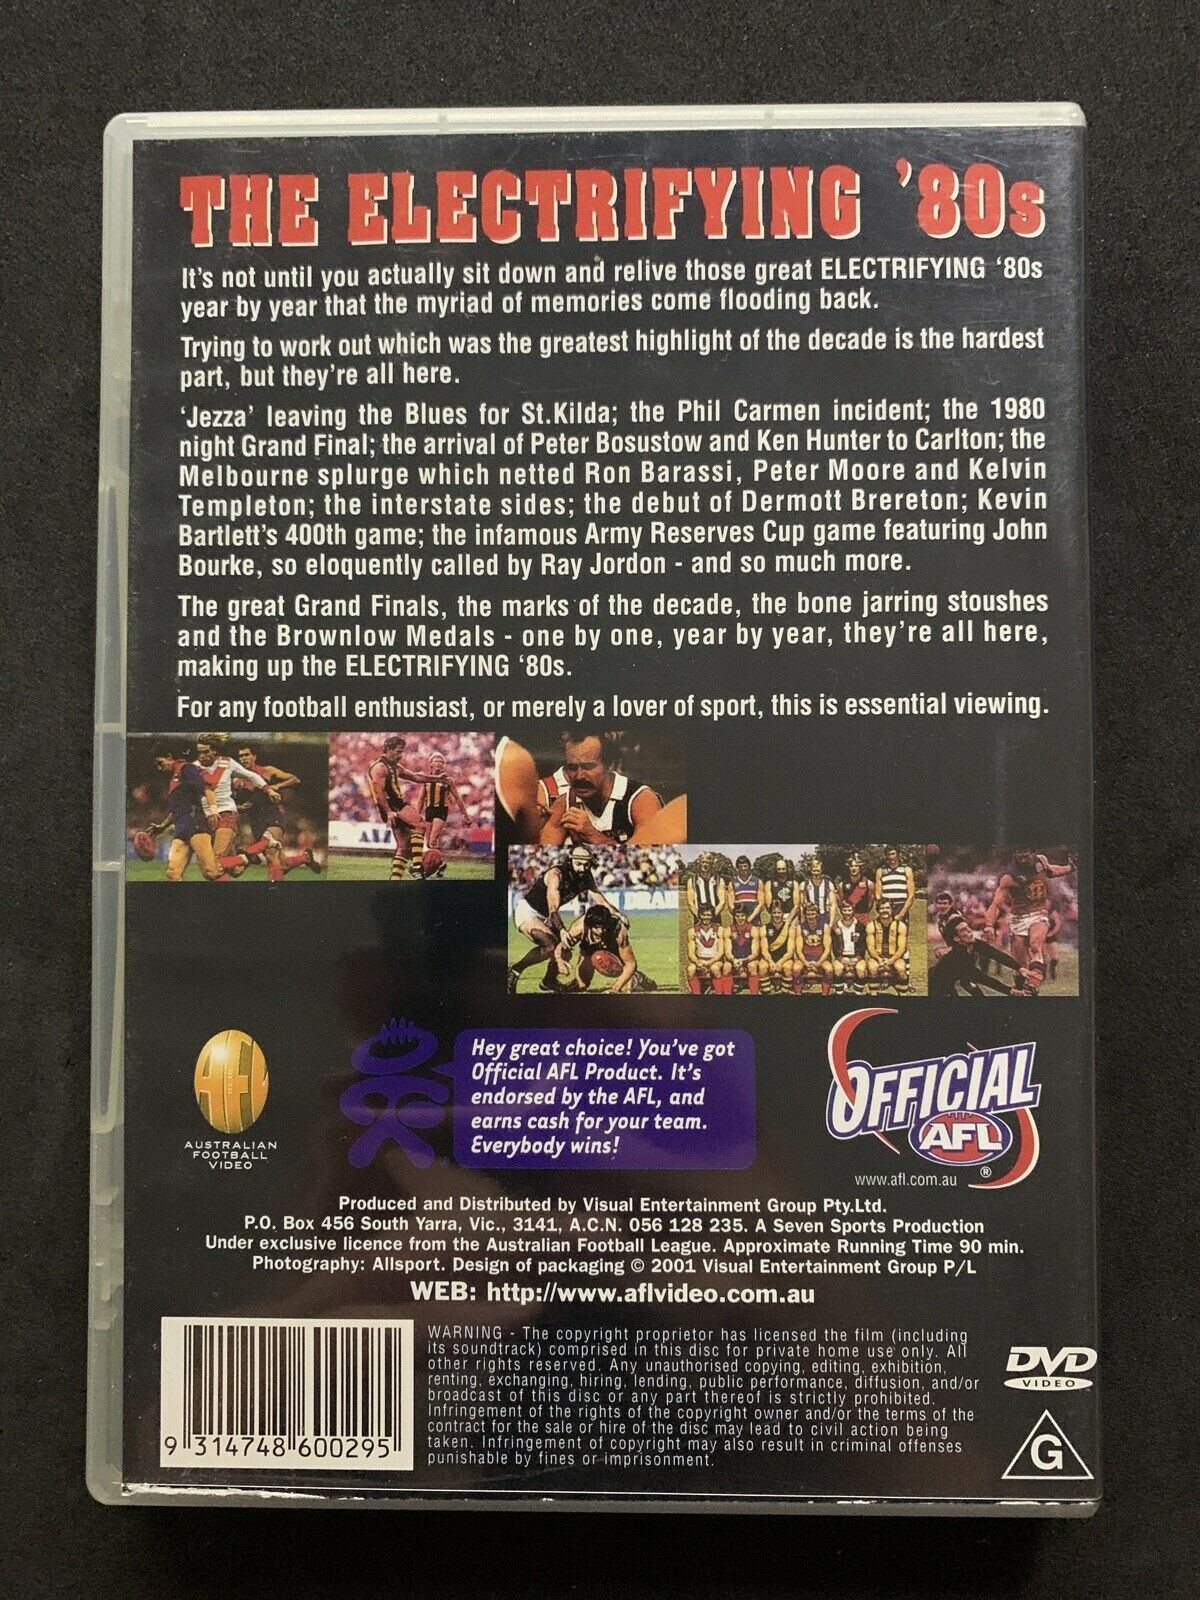 THE ELECTRIFYING '80s
It's not until you actually sit down and relive those great ELECTRIFYING '80s
year by year that the myriad of memories come flooding back.
Trying to work out which was the greatest highlight of the decade is the hardest
part, but they're all here.
'Jezza' leaving the Blues for St.Kilda; the Phil Carmen incident; the 1980
night Grand Final; the arrival of Peter Bosustow and Ken Hunter to Carlton; the
Melbourne splurge which netted Ron Barassi, Peter Moore and Kelvin
Templeton; the interstate sides; the debut of Dermott Brereton; Kevin
Bartlett's 400th game; the infamous Army Reserves Cup game featuring John
Bourke, so eloquently called by Ray Jordon - and so much more.
The great Grand Finals, the marks of the decade, the bone jarring stoushes
and the Brownlow Medals - one by one, year by year, they're all here,
making up the ELECTRIFYING '80s.
For any football enthusiast, or merely a lover of sport, this is essential viewing.
AFL
AUSTRALIAN
FOOTBALL
VIDEO
Hey great choice! You've got
Official AFL Product. It's
endorsed by the AFL, and
earns cash for your team.
Everybody wins!
OFFICIAL
AFL
®
www.afl.com.au
Produced and Distributed by Visual Entertainment Group Pty.Ltd.
P.O. Box 456 South Yarra, Vic., 3141, A.C.N. 056 128 235. A Seven Sports Production
Under exclusive licence from the Australian Football League. Approximate Running Time 90 min.
Photography: Allsport. Design of packaging © 2001 Visual Entertainment Group P/L
WEB: http://www.aflvideo.com.au
WARNING - The copyright proprietor has licensed the film (including
its soundtrack) comprised in this disc for private home use only. All
other rights reserved. Any unauthorised copying, editing, exhibition,
renting, exchanging, hiring, lending, public performance, diffusion, and/or
broadcast of this disc or any part thereof is strictly prohibited.
Infringement of the rights of the copyright owner and/or the terms of the
contract for the sale or hire of the disc may lead to civil action being
taken. Infringement of copyright may also result in criminal offenses
punishable by fines or imprisonment.
9 314748 600295
DVD
VIDEO
G